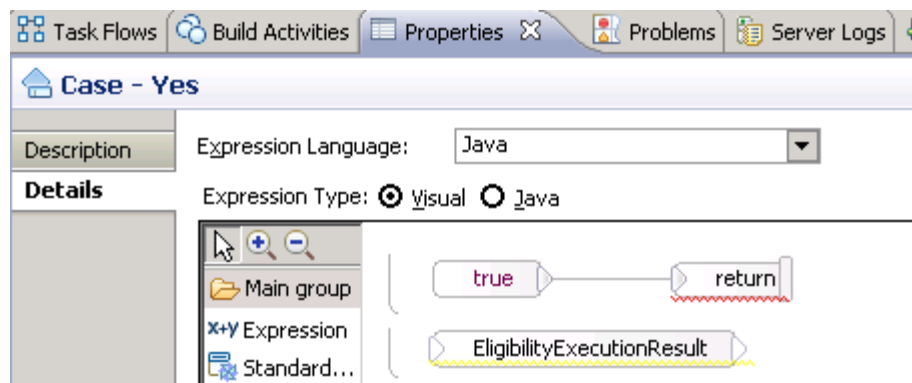 Task Flows Build Activities Properties Problems Server Logs
Case - Yes
Description
Expression Language: Java
Details
Expression Type: Visual Java
Main group
true return
x+y Expression
EligibilityExecutionResult
Standard...